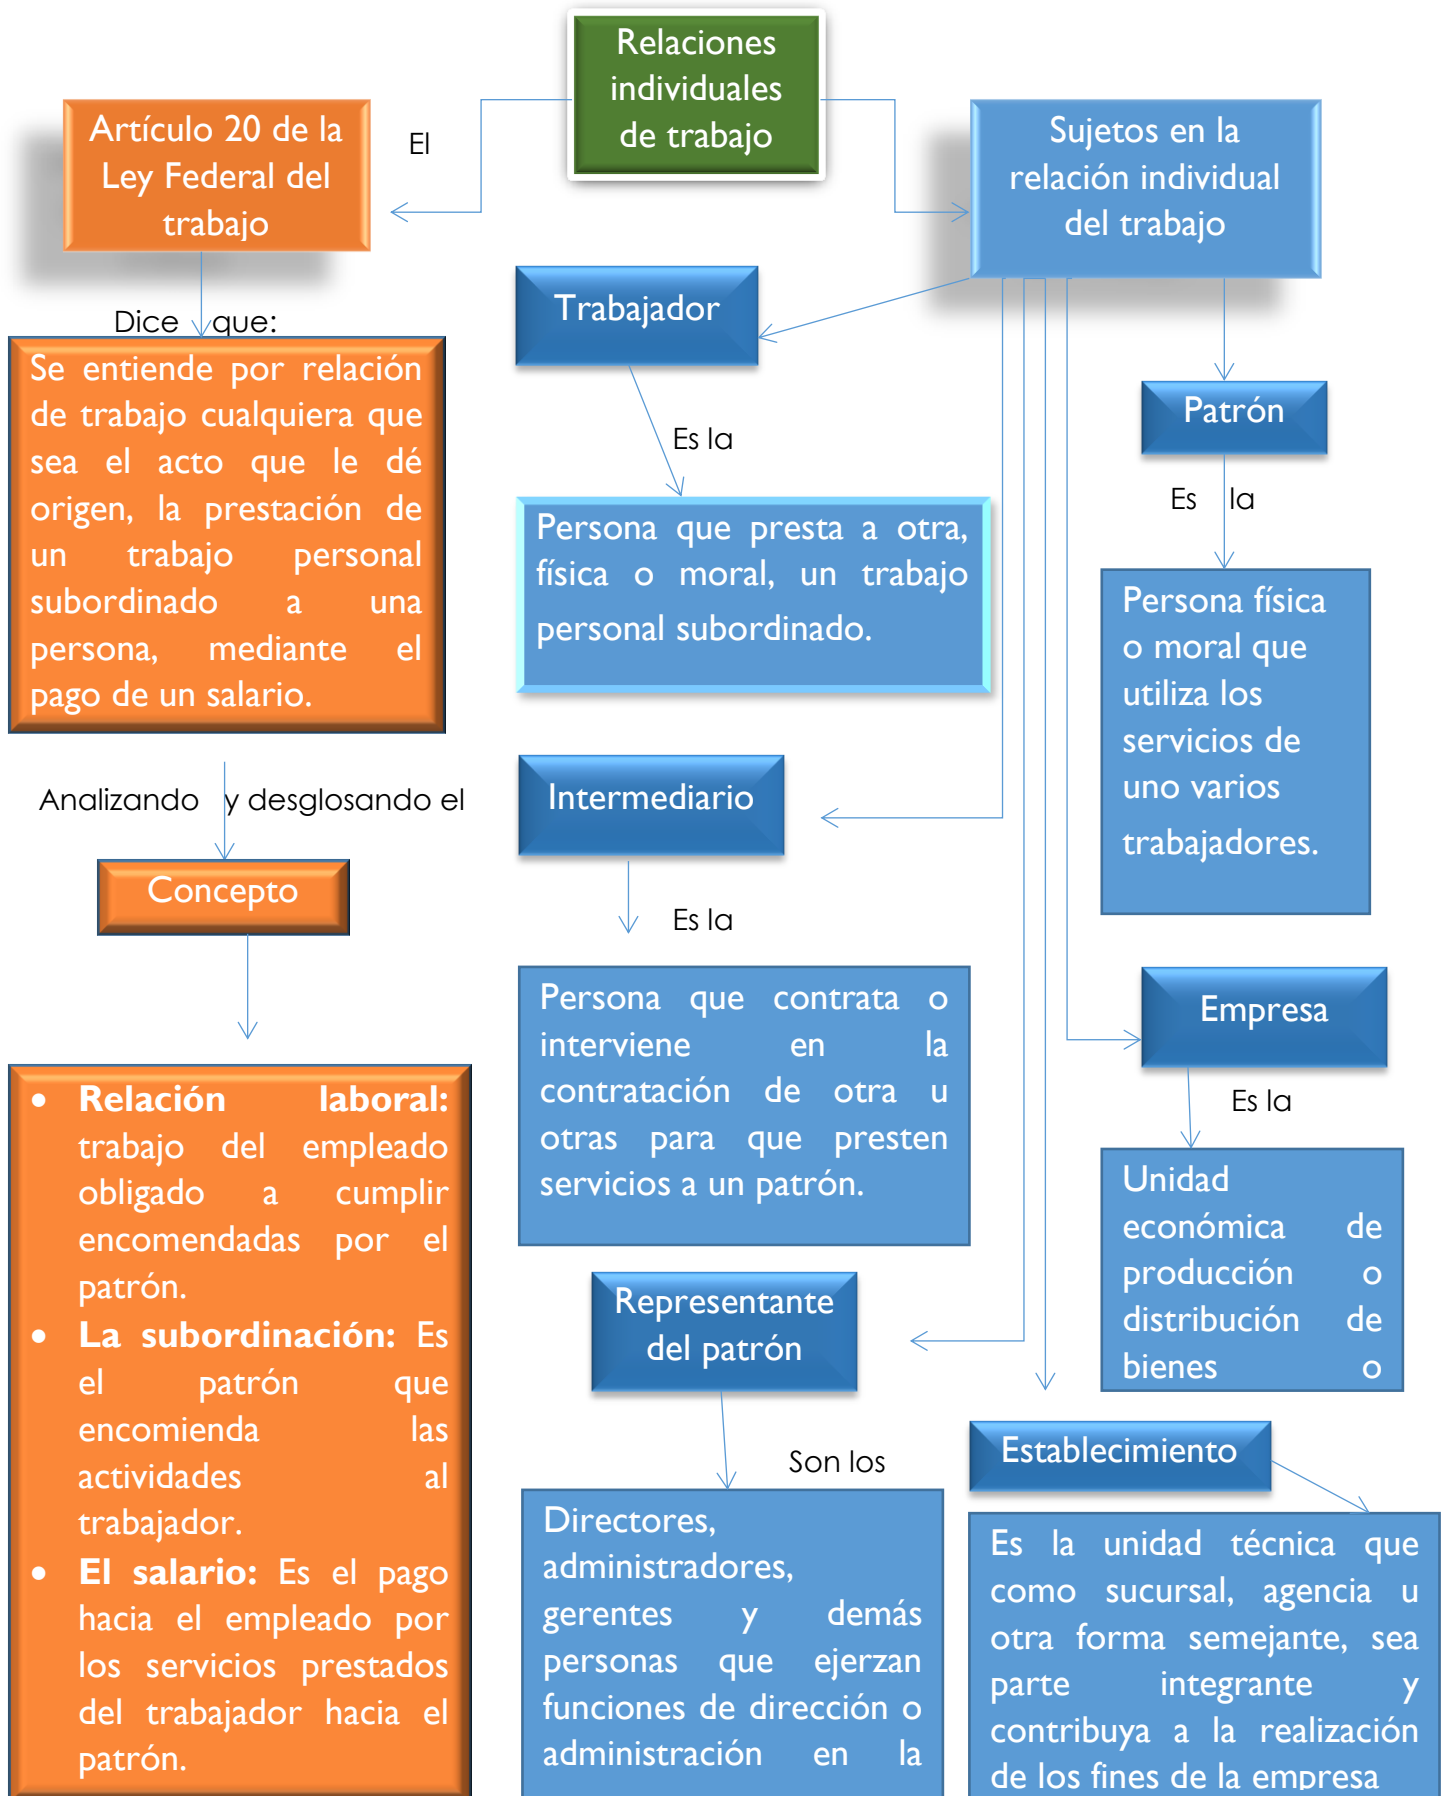 Relaciones
individuales
de trabajo
El
Artículo 20 de la
Ley Federal del
trabajo
Dice que:
Se entiende por relación
de trabajo cualquiera que
sea el acto que le dé
origen, la prestación de
un trabajo personal
subordinado a una
persona, mediante el
pago de un salario.
Analizando y desglosando el
Concepto
• Relación laboral:
trabajo del empleado
obligado a cumplir
encomendadas por el
patrón.
• La subordinación: Es
el patrón que
encomienda las
actividades al
trabajador.
• El salario: Es el pago
hacia el empleado por
los servicios prestados
del trabajador hacia el
patrón.
Sujetos en la
relación individual
del trabajo
Trabajador
Es la
Persona que presta a otra,
física o moral, un trabajo
personal subordinado.
Patrón
Es la
Persona física
o moral que
utiliza los
servicios de
uno varios
trabajadores.
Intermediario
Es la
Persona que contrata o
interviene en la
contratación de otra u
otras para que presten
servicios a un patrón.
Empresa
Es la
Unidad
económica de
producción o
distribución de
bienes o
Representante
del patrón
Son los
Directores,
administradores,
gerentes y demás
personas que ejerzan
funciones de dirección o
administración en la
Establecimiento
Es la unidad técnica que
como sucursal, agencia u
otra forma semejante, sea
parte integrante y
contribuya a la realización
de los fines de la empresa